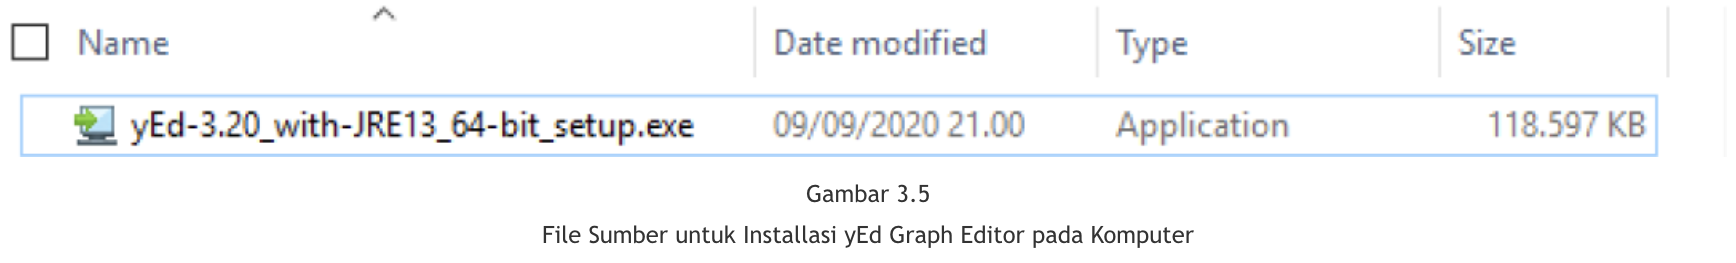 Name Date modified Type Size
yEd-3.20_with-JRE13_64-bit_setup.exe 09/09/2020 21.00 Application 118.597 KB
Gambar 3.5
File Sumber untuk Installasi yEd Graph Editor pada Komputer